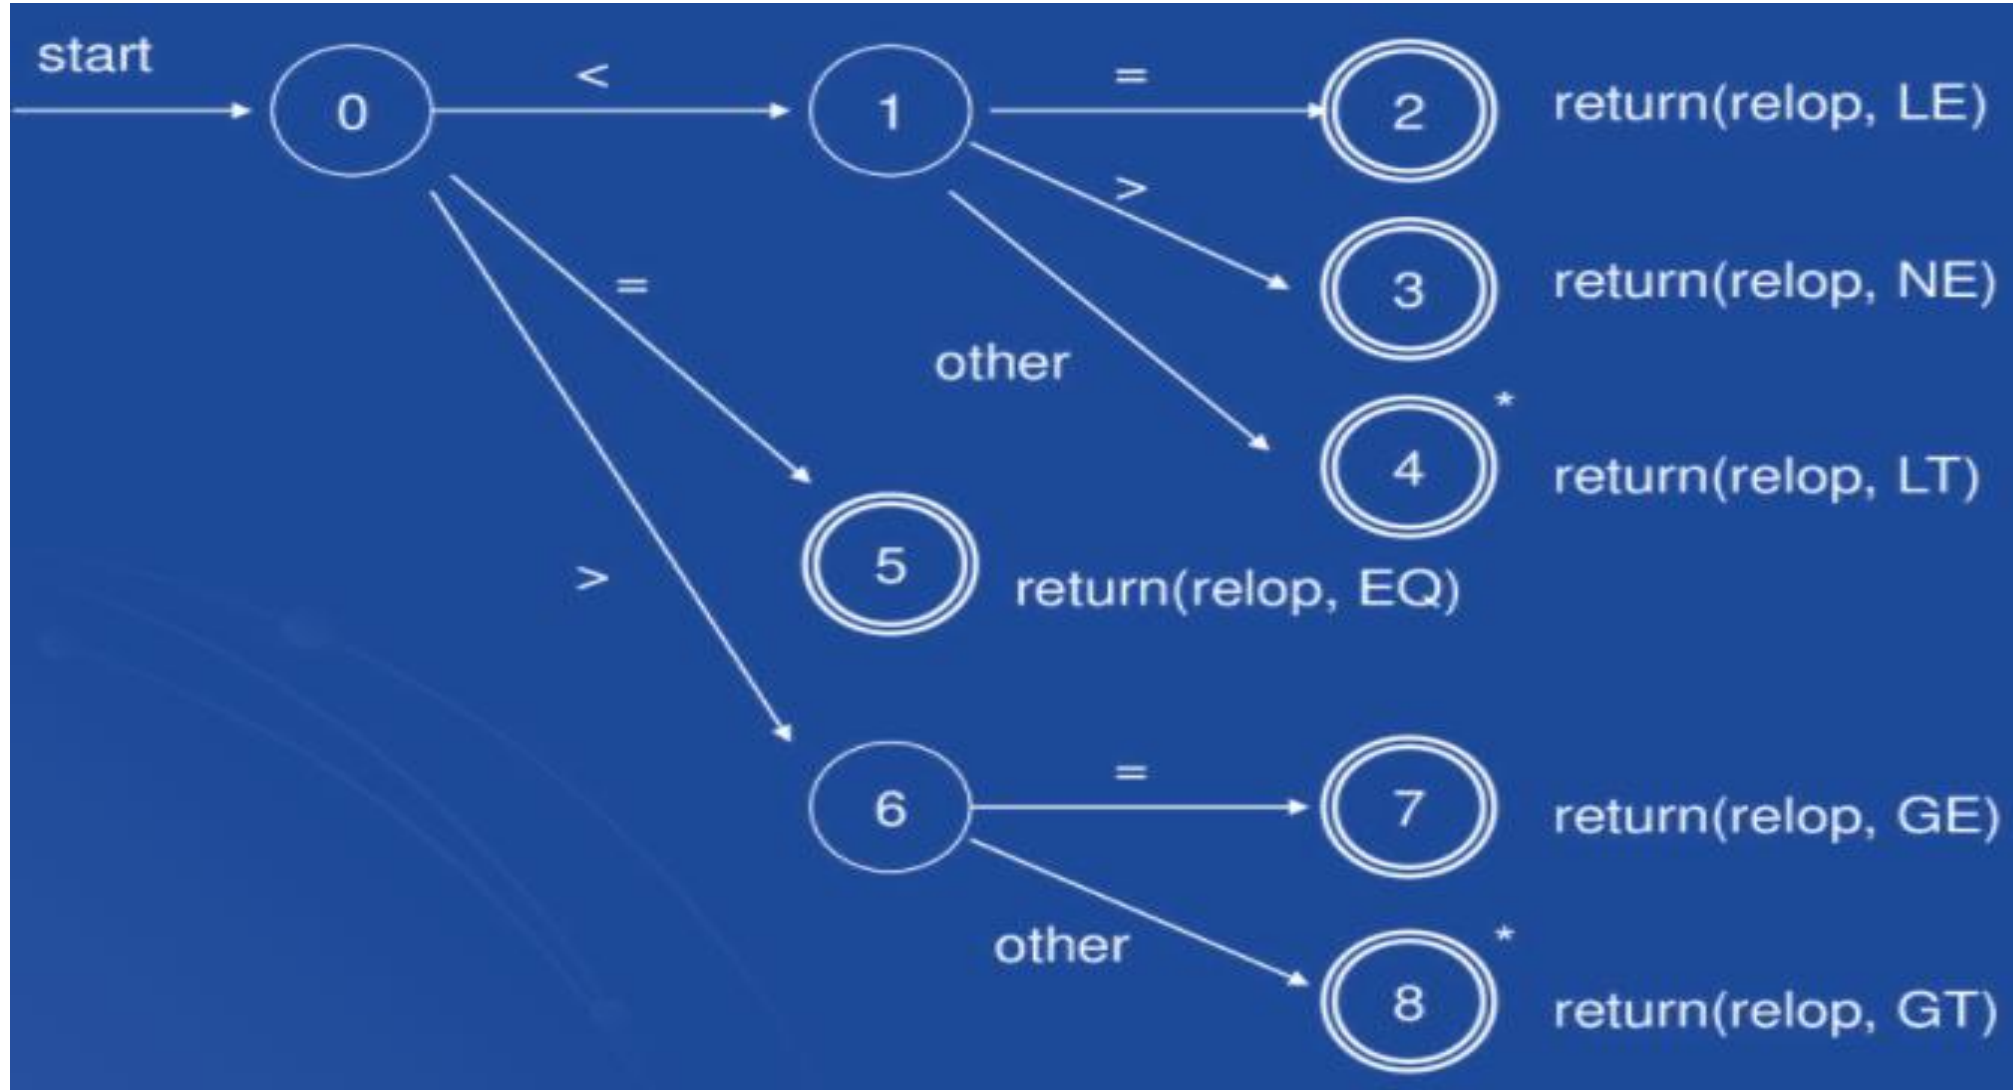 start
0
<
1
=
2
return(relop, LE)
>
3
return(relop, NE)
=
other
*
4
return(relop, LT)
5
return(relop, EQ)
>
6
=
7
return(relop, GE)
other
*
8
return(relop, GT)